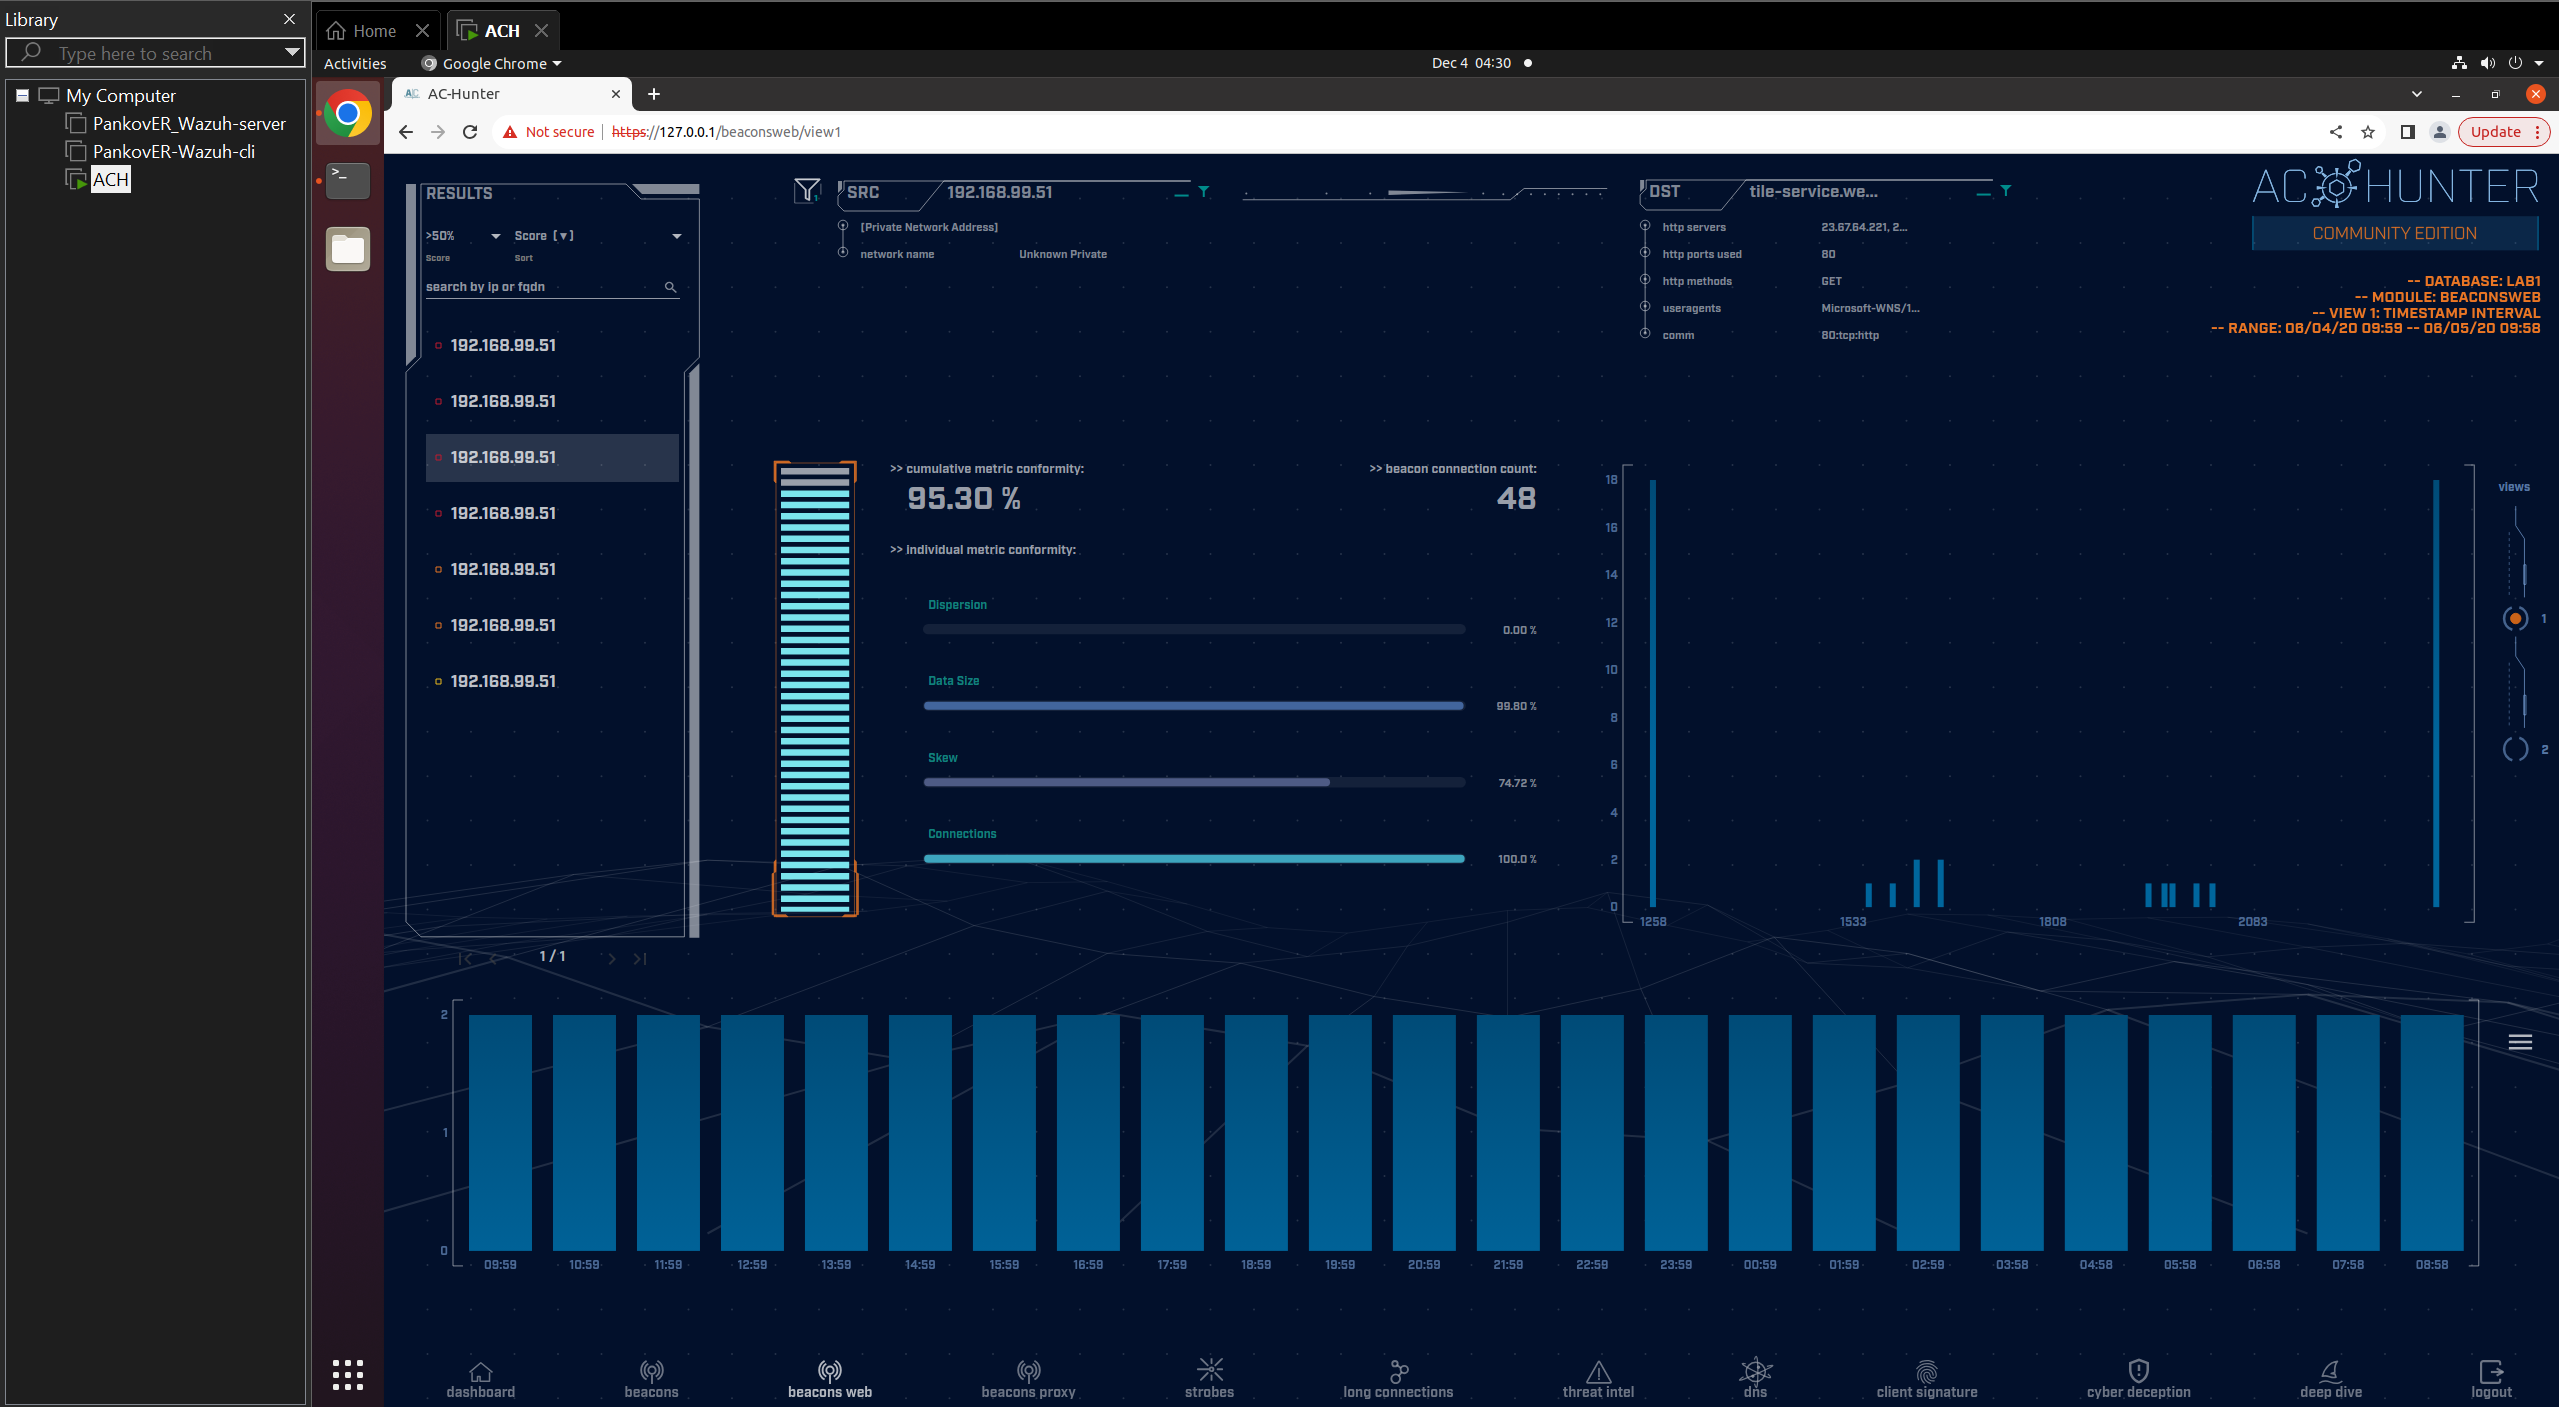 Library
Type here to search
My Computer
PankovER_Wazuh-server
PankovER-Wazuh-cli
ACH
Home
ACH
Activities
Google Chrome
Dec 4 04:30
AC-Hunter
Not secure
https://127.0.0.1/beaconsweb/view1
Update
RESULTS
>50%
Score [▼]
Score
Sort
search by ip or fqdn
192.168.99.51
192.168.99.51
192.168.99.51
192.168.99.51
192.168.99.51
192.168.99.51
192.168.99.51
1 / 1
1
SRC
192.168.99.51
[Private Network Address]
network name
Unknown Private
DST
tile-service.we...
http servers
23.67.64.221, 2...
http ports used
80
http methods
GET
useragents
Microsoft-WNS/1...
comm
80:tcp:http
AC HUNTER
COMMUNITY EDITION
-- DATABASE: LAB1
-- MODULE: BEACONSWEB
-- VIEW 1: TIMESTAMP INTERVAL
-- RANGE: 06/04/20 09:59 -- 06/05/20 09:58
>> cumulative metric conformity:
95.30 %
>> beacon connection count:
48
>> individual metric conformity:
Dispersion
0.00 %
Data Size
99.80 %
Skew
74.72 %
Connections
100.0 %
18
16
14
12
10
8
6
4
2
0
1258
1533
1808
2083
views
1
2
2
1
0
09:59
10:59
11:59
12:59
13:59
14:59
15:59
16:59
17:59
18:59
19:59
20:59
21:59
22:59
23:59
00:59
01:59
02:59
03:58
04:58
05:58
06:58
07:58
08:58
dashboard
beacons
beacons web
beacons proxy
strobes
long connections
threat intel
dns
client signature
cyber deception
deep dive
logout